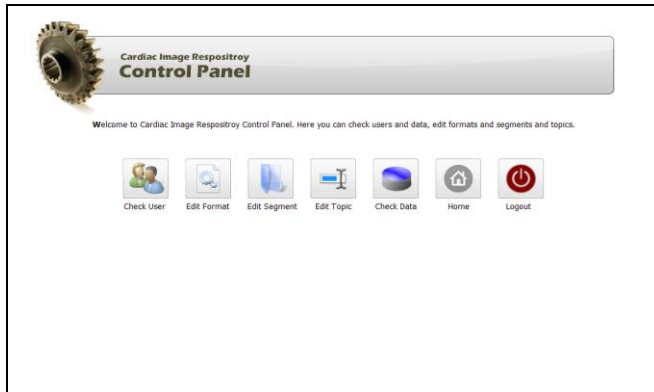 Cardiac Image Respositroy
Control Panel
Welcome to Cardiac Image Respositroy Control Panel. Here you can check users and data, edit formats and segments and topics.
Check User Edit Format Edit Segment Edit Topic Check Data Home Logout